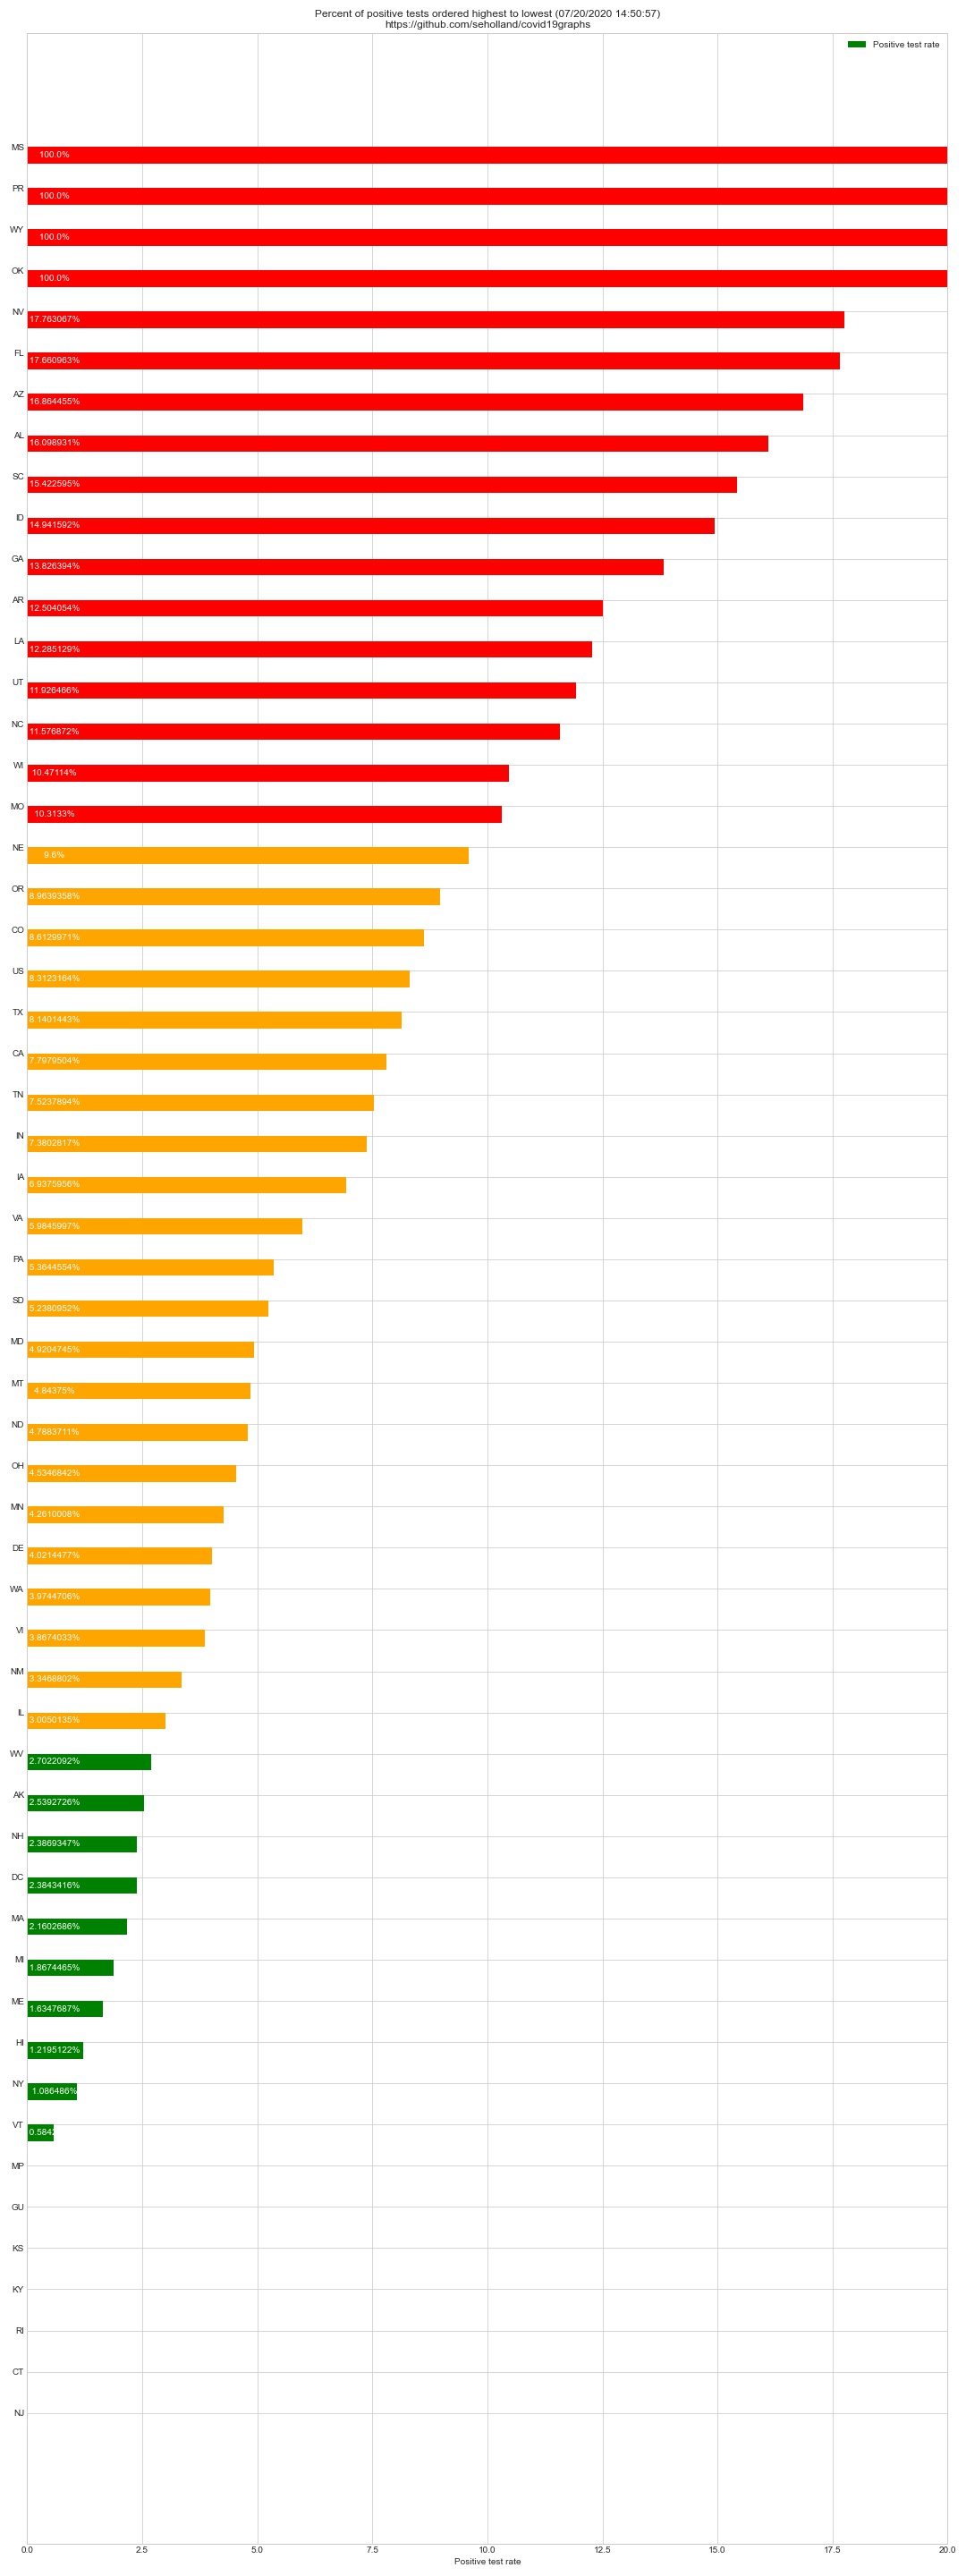 Percent of positive tests ordered highest to lowest (07/20/2020 14:50:57)
https://github.com/seholland/covid19graphs
Positive test rate
MS 100.0%
PR 100.0%
WY 100.0%
OK 100.0%
NV 17.763067%
FL 17.660963%
AZ 16.864455%
AL 16.098931%
SC 15.422595%
ID 14.941592%
GA 13.826394%
AR 12.504054%
LA 12.285129%
UT 11.926466%
NC 11.576872%
WI 10.47114%
MO 10.3133%
NE 9.6%
OR 8.9639358%
CO 8.6129971%
US 8.3123164%
TX 8.1401443%
CA 7.7979504%
TN 7.5237894%
IN 7.3802817%
IA 6.9375956%
VA 5.9845997%
PA 5.3644554%
SD 5.2380952%
MD 4.9204745%
MT 4.84375%
ND 4.7883711%
OH 4.5346842%
MN 4.2610008%
DE 4.0214477%
WA 3.9744706%
VI 3.8674033%
NM 3.3468802%
IL 3.0050135%
WV 2.7022092%
AK 2.5392726%
NH 2.3869347%
DC 2.3843416%
MA 2.1602686%
MI 1.8674465%
ME 1.6347687%
HI 1.2195122%
NY 1.086486%
VT 0.584
MP
GU
KS
KY
RI
CT
NJ
0.0 2.5 5.0 7.5 10.0 12.5 15.0 17.5 20.0
Positive test rate